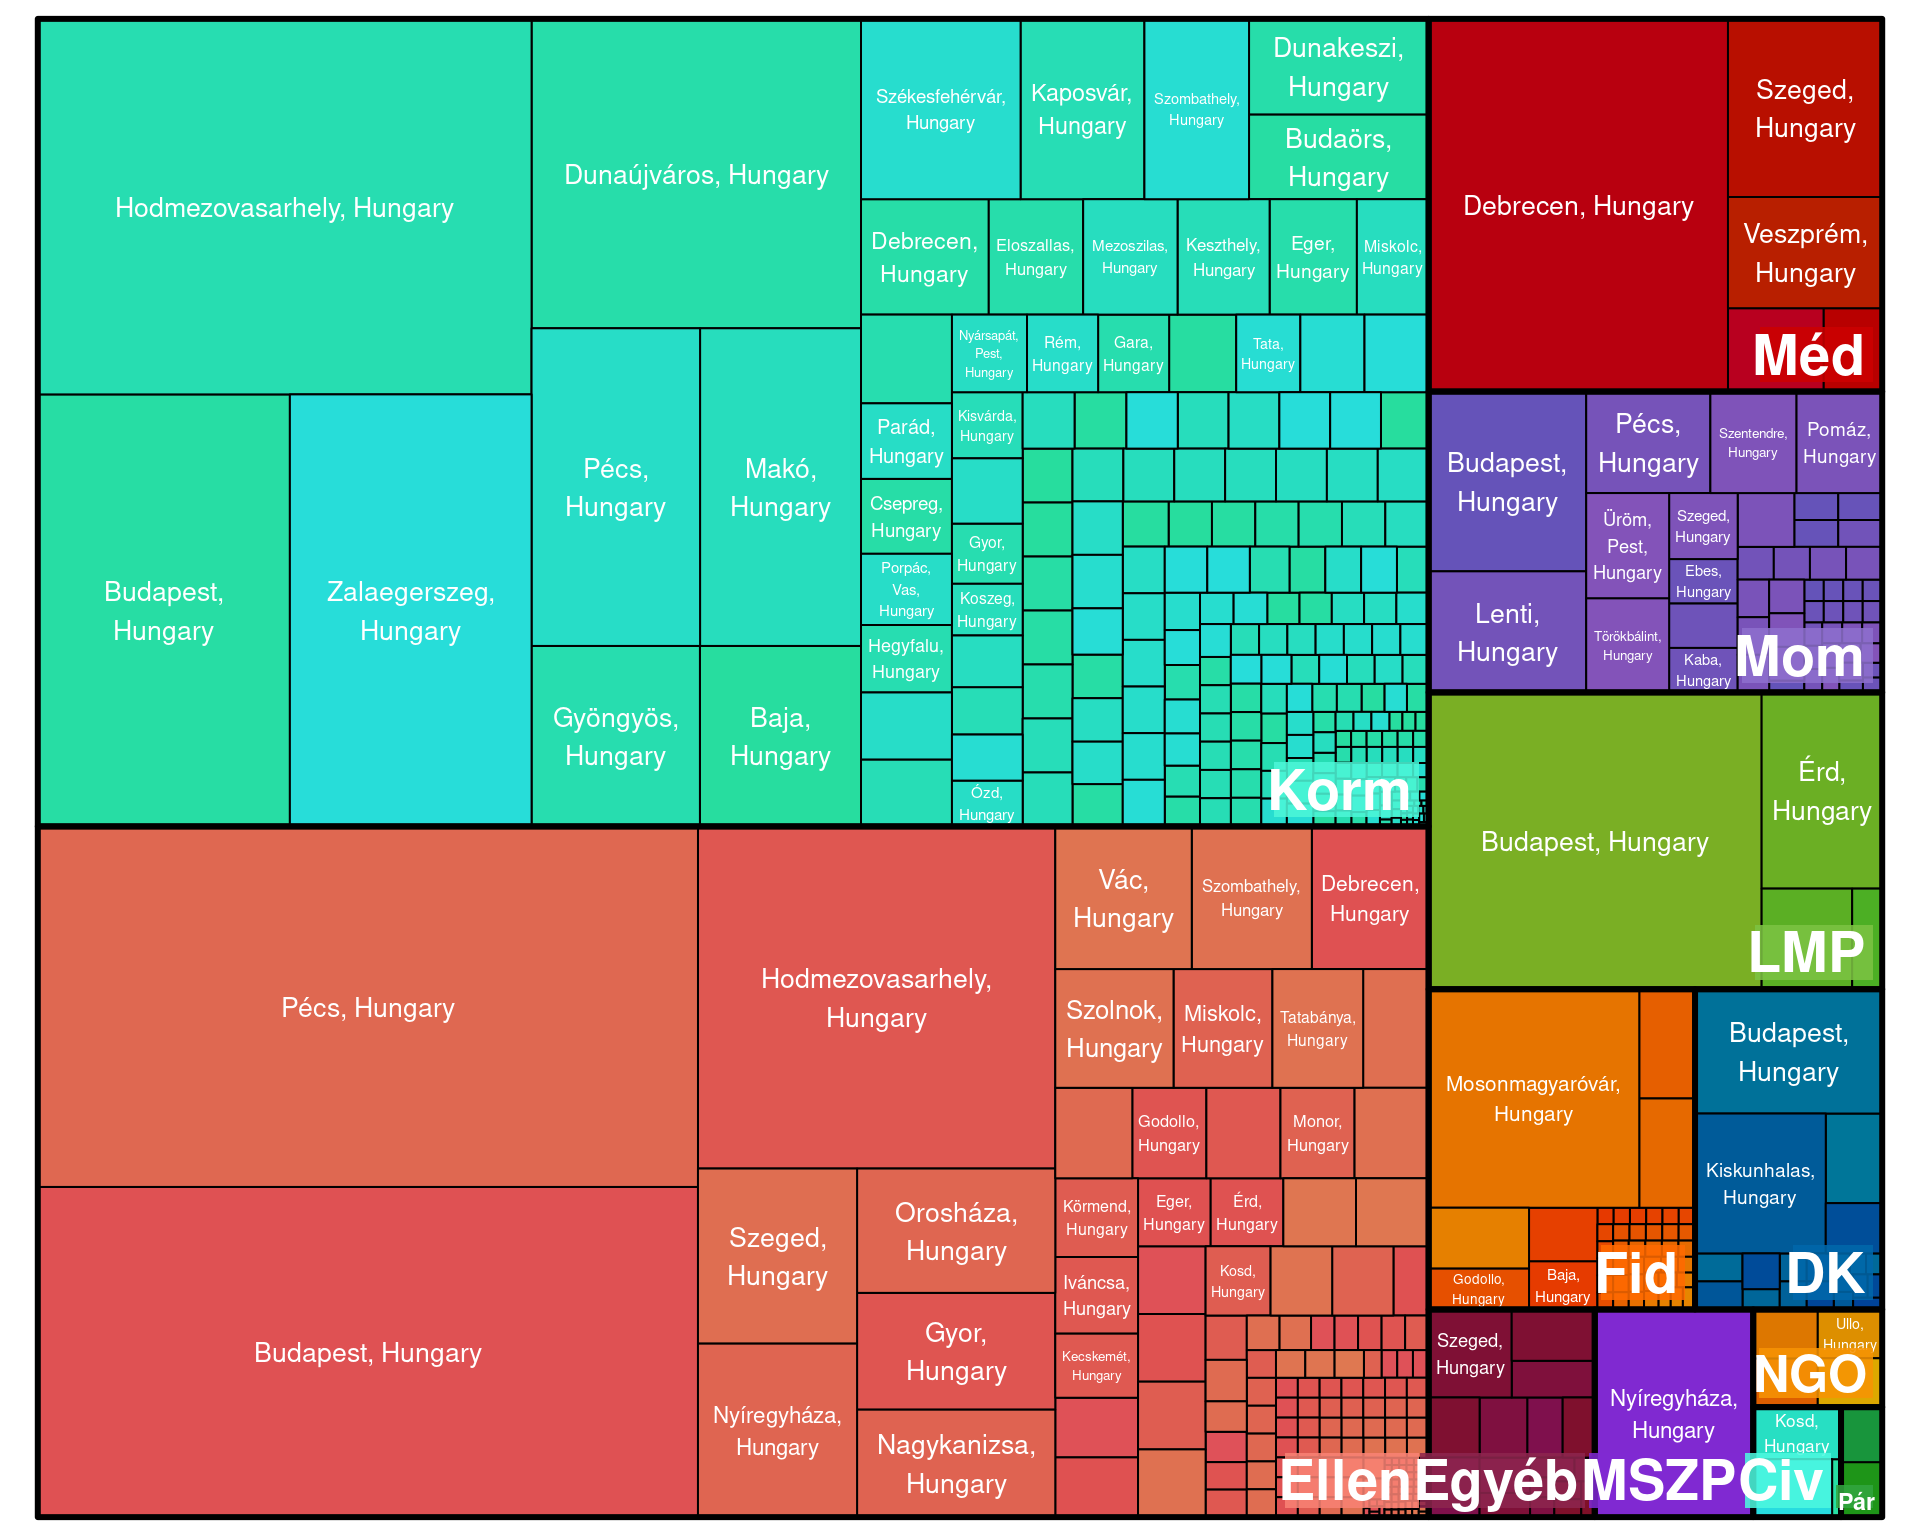 Hodmezovasarhely, Hungary
Dunaújváros, Hungary
Székesfehérvár,
Hungary
Kaposvár,
Hungary
Szombathely,
Hungary
Dunakeszi,
Hungary
Budaörs,
Hungary
Debrecen,
Hungary
Eloszallas,
Hungary
Mezoszilas,
Hungary
Keszthely,
Hungary
Eger,
Hungary
Miskolc,
Hungary
Nyársapát,
Pest,
Hungary
Rém,
Hungary
Gara,
Hungary
Tata,
Hungary
Budapest,
Hungary
Zalaegerszeg,
Hungary
Pécs,
Hungary
Makó,
Hungary
Gyöngyös,
Hungary
Baja,
Hungary
Parád,
Hungary
Kisvárda,
Hungary
Csepreg,
Hungary
Gyor,
Hungary
Porpác,
Vas,
Hungary
Koszeg,
Hungary
Hegyfalu,
Hungary
Ózd,
Hungary
Korm
Debrecen, Hungary
Szeged,
Hungary
Veszprém,
Hungary
Méd
Budapest,
Hungary
Lenti,
Hungary
Pécs,
Hungary
Szentendre,
Hungary
Pomáz,
Hungary
Üröm,
Pest,
Hungary
Szeged,
Hungary
Ebes,
Hungary
Törökbálint,
Hungary
Kaba,
Hungary
Mom
Budapest, Hungary
Érd,
Hungary
LMP
Pécs, Hungary
Budapest, Hungary
Hodmezovasarhely,
Hungary
Szeged,
Hungary
Orosháza,
Hungary
Gyor,
Hungary
Nyíregyháza,
Hungary
Nagykanizsa,
Hungary
Vác,
Hungary
Szombathely,
Hungary
Debrecen,
Hungary
Szolnok,
Hungary
Miskolc,
Hungary
Tatabánya,
Hungary
Godollo,
Hungary
Monor,
Hungary
Körmend,
Hungary
Eger,
Hungary
Érd,
Hungary
Iváncsa,
Hungary
Kosd,
Hungary
Kecskemét,
Hungary
Ellen
Mosonmagyaróvár,
Hungary
Godollo,
Hungary
Baja,
Hungary
Fid
Budapest,
Hungary
Kiskunhalas,
Hungary
DK
Szeged,
Hungary
Egyéb
Nyíregyháza,
Hungary
MSZP
Ullo,
Hungary
NGO
Kosd,
Hungary
Civ
Pár